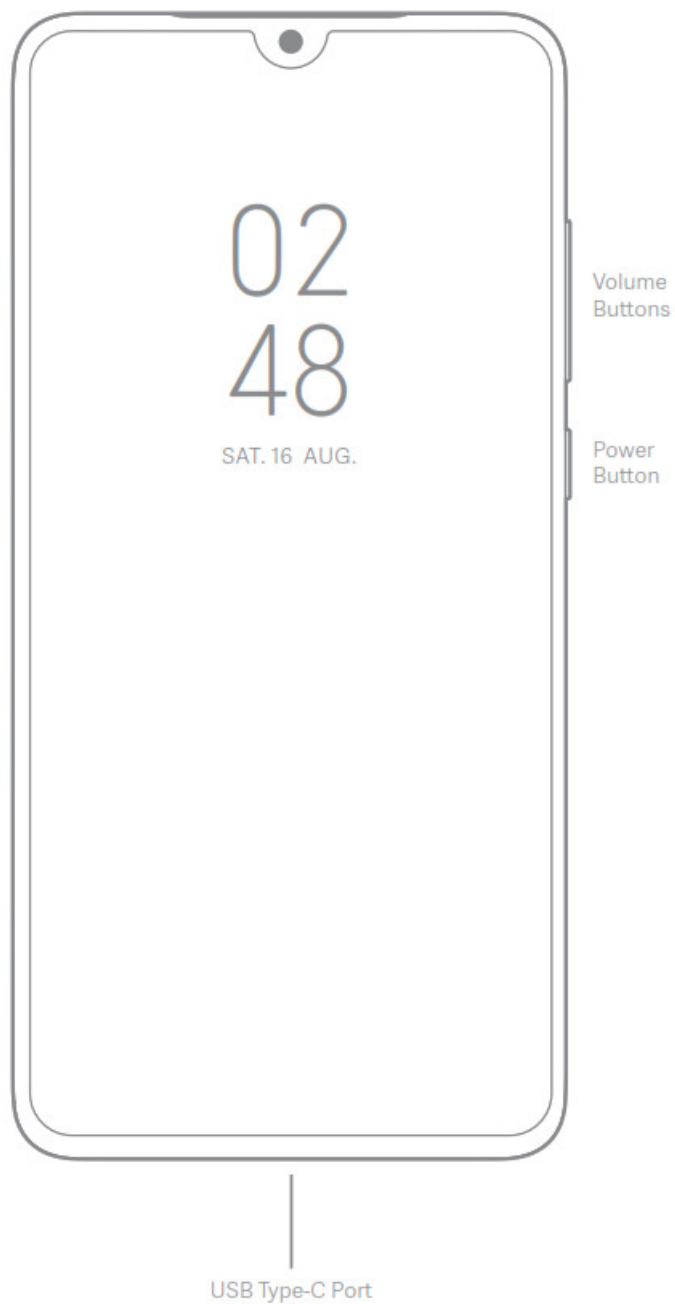 02
48
SAT. 16 AUG.
Volume
Buttons
Power
Button
USB Type-C Port